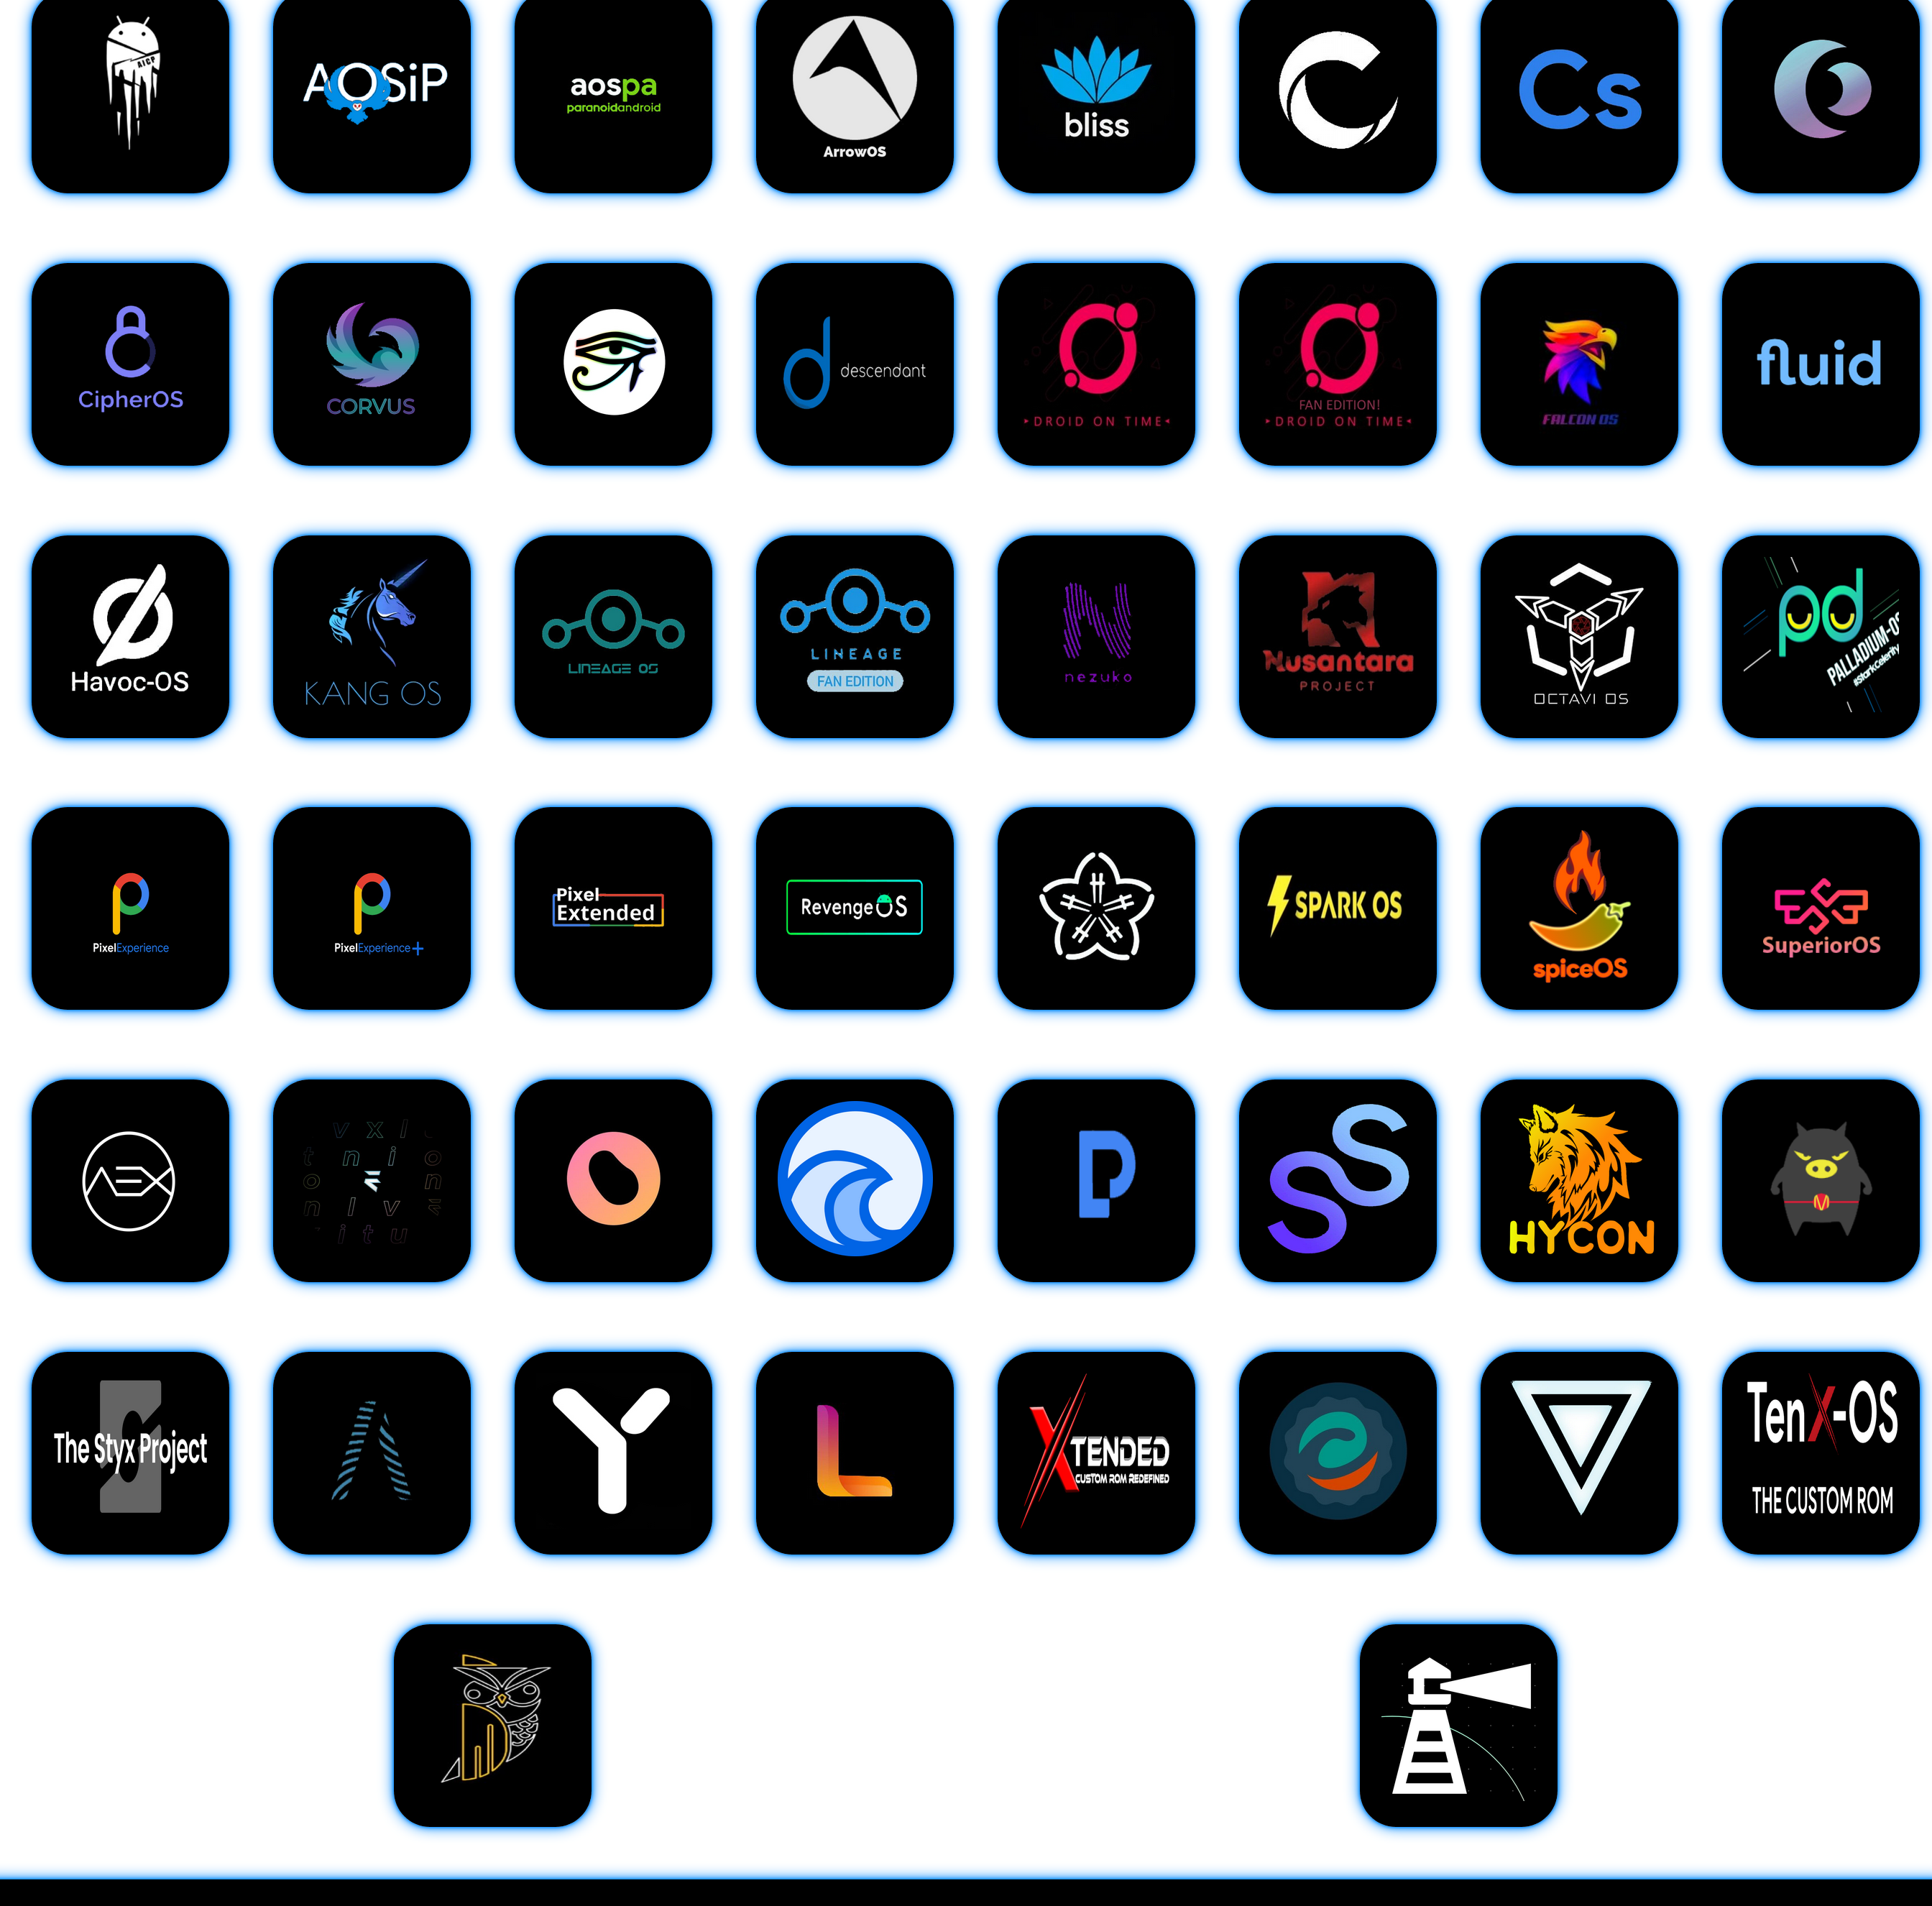 AICP
AOSiP
aospa
paranoidandroid
ArrowOS
bliss
Cs
CipherOS
CORVUS
descendant
DROID ON TIME
FAN EDITION!
DROID ON TIME
FALCON OS
fluid
Havoc-OS
KANG OS
LINEAGE OS
LINEAGE
FAN EDITION
nezuko
Nusantara
PROJECT
OCTAVI OS
pd
PALLADIUM-OS
#StarkCelerity
PixelExperience
PixelExperience+
Pixel
Extended
RevengeOS
SPARK OS
spiceOS
SuperiorOS
AEX
v x l
t n i o
o n
n l v
i t u
P
SS
HYCON
M
The Styx Project
Y
L
XTENDED
CUSTOM ROM REDEFINED
TenX-OS
THE CUSTOM ROM